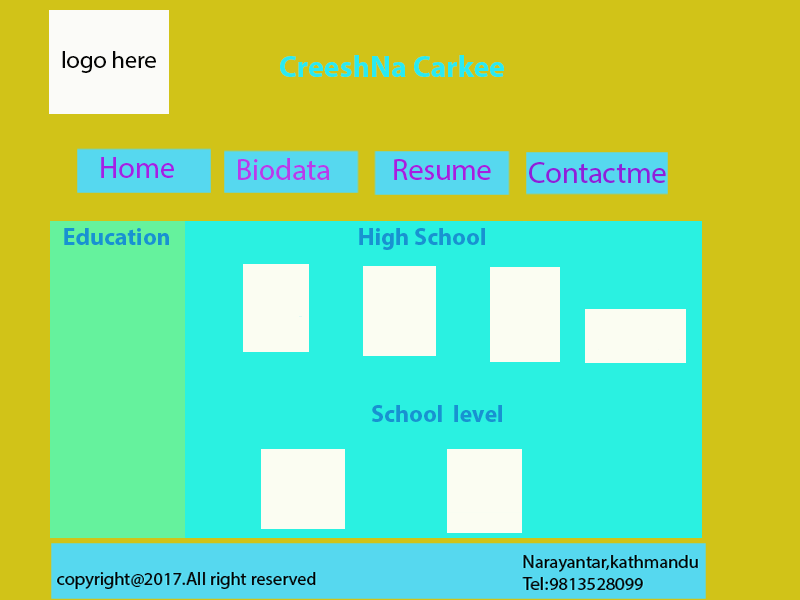 logo here
CreeshNa Carkee
Home
Biodata
Resume
Contactme
Education
High School
School level
copyright@2017.All right reserved
Narayantar,kathmandu
Tel:9813528099